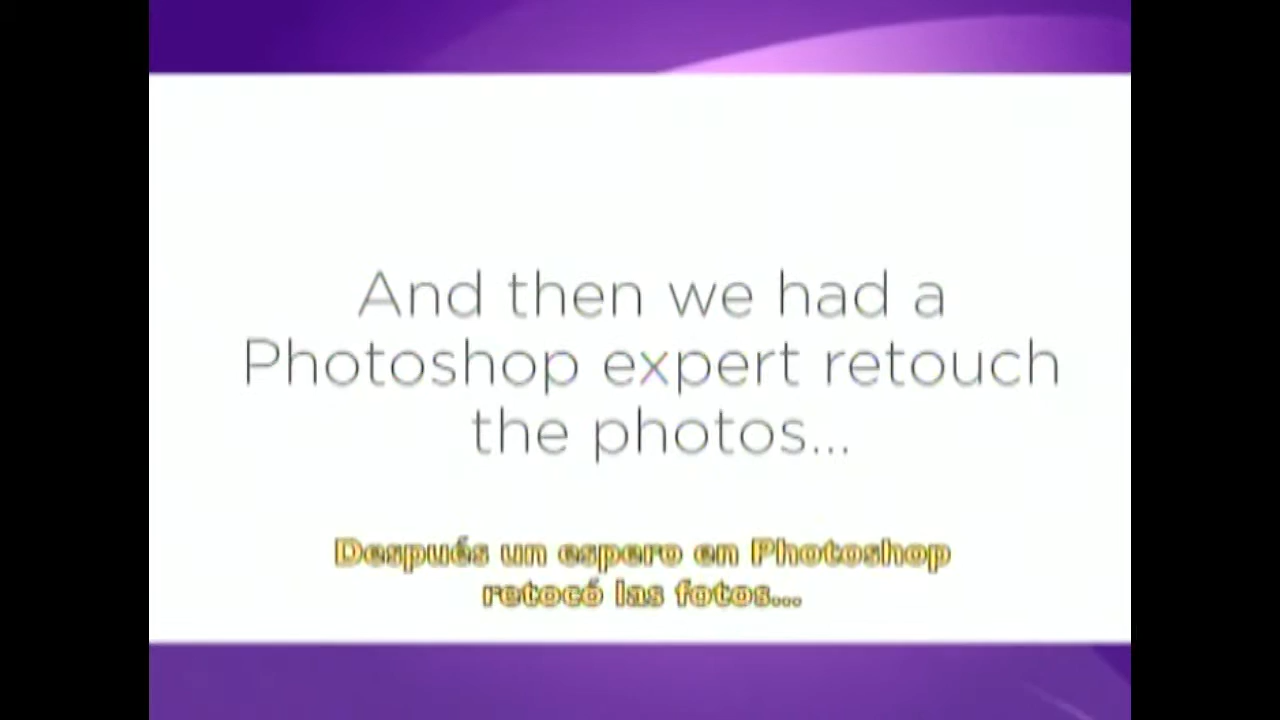 And then we had a
Photoshop expert retouch
the photos...
Después un espero en Photoshop
retocó las fotos...